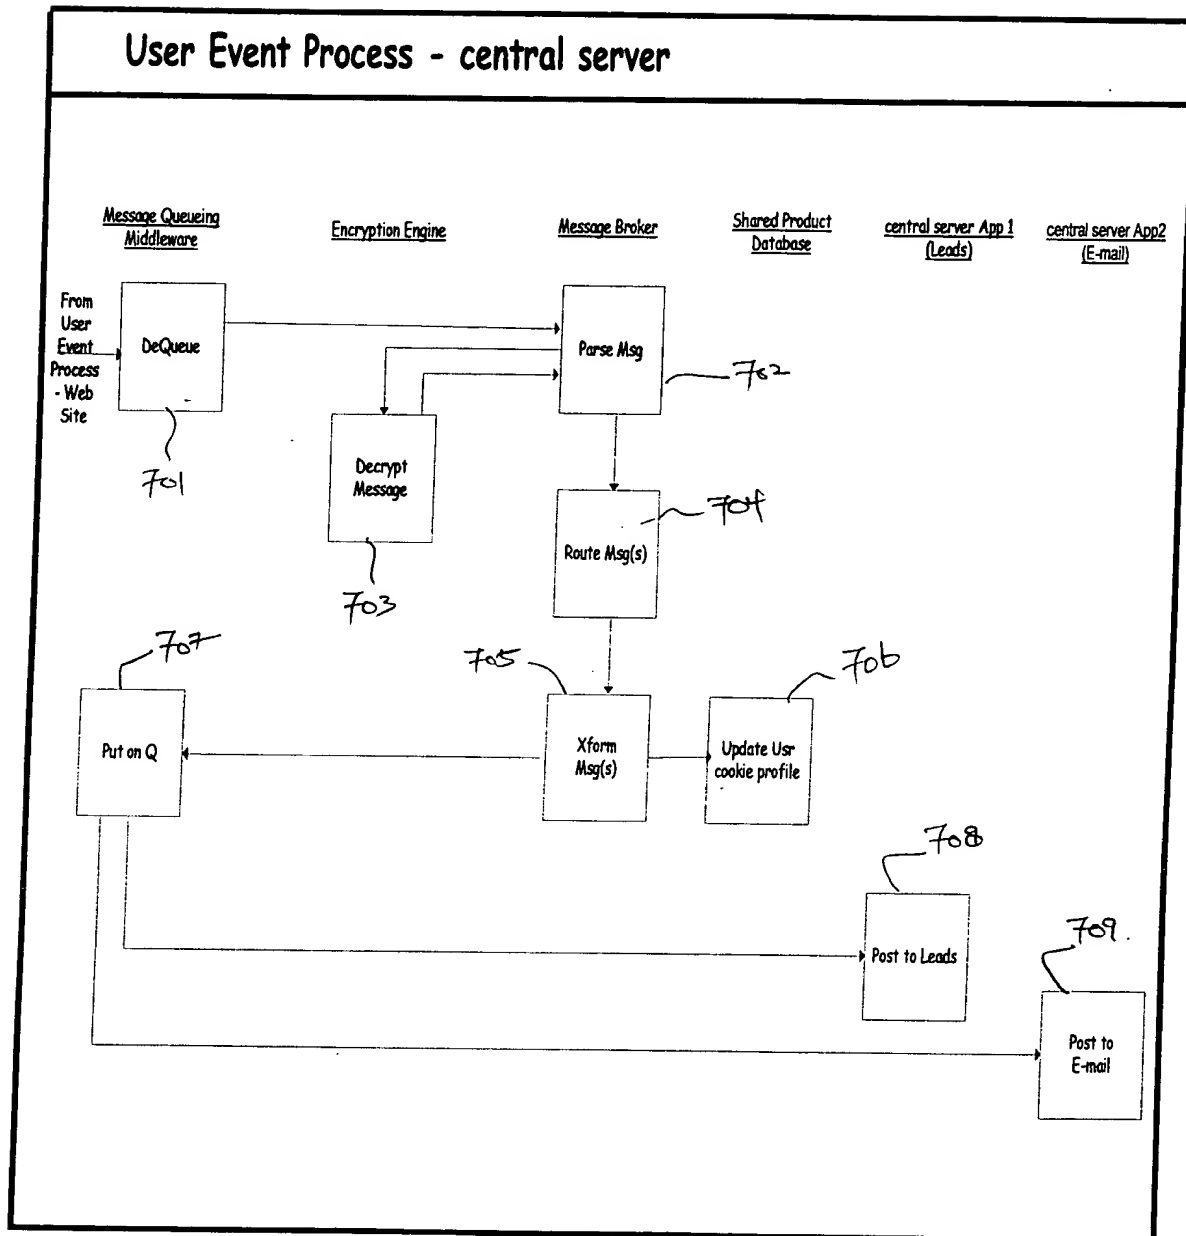 User Event Process - central server
Message Queueing
Middleware
Encryption Engine
Message Broker
Shared Product
Database
central server App 1
(Leads)
central server App2
(E-mail)
From
User
Event
Process
- Web
Site
DeQueue
701
Parse Msg
702
Decrypt
Message
703
Route Msg(s)
704
707
Put on Q
705
Xform
Msg(s)
706
Update Usr
cookie profile
708
Post to Leads
709.
Post to
E-mail